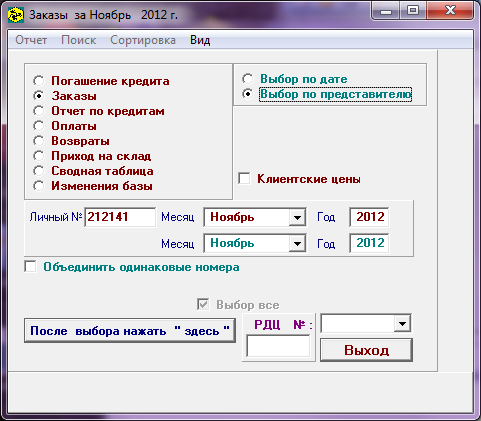 Заказы за Ноябрь 2012 г.
Отчет Поиск Сортировка Вид
Погашение кредита
Заказы
Отчет по кредитам
Оплаты
Возвраты
Приход на склад
Сводная таблица
Изменения базы
Выбор по дате
Выбор по представителю
Клиентские цены
Личный № 212141 Месяц Ноябрь Год 2012
Месяц Ноябрь Год 2012
Объединить одинаковые номера
Выбор все
После выбора нажать " здесь "
РДЦ № :
Выход